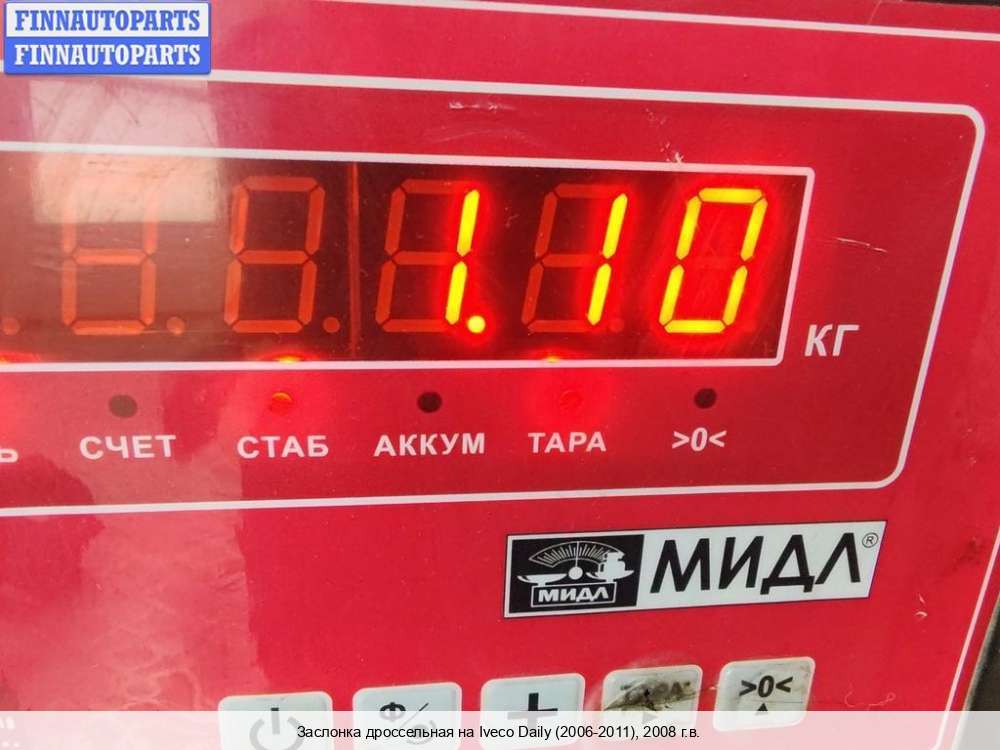 FINNAUTOPARTS
FINNAUTOPARTS
1.10
КГ
СЧЕТ СТАБ АККУМ ТАРА >0<
МИДЛ МИДЛ®
>0<
Заслонка дроссельная на Iveco Daily (2006-2011), 2008 г.в.